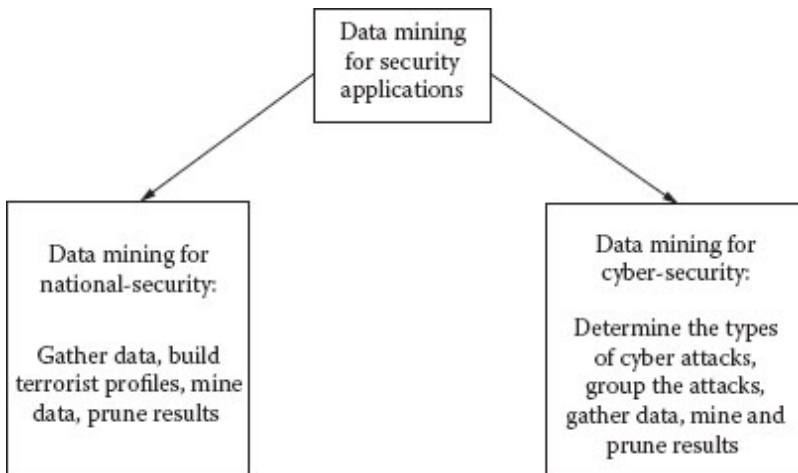 Data mining
for security
applications
Data mining for
national-security:
Gather data, build
terrorist profiles, mine
data, prune results
Data mining for
cyber-security:
Determine the types
of cyber attacks,
group the attacks,
gather data, mine and
prune results